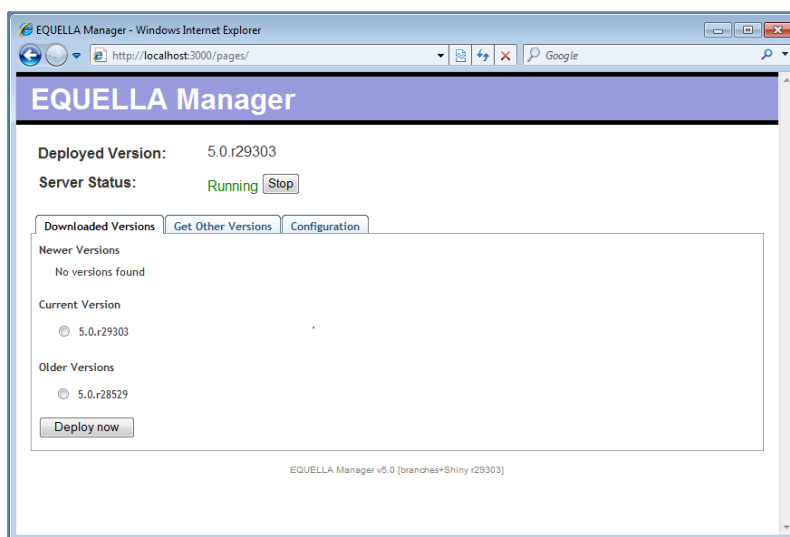 EQUELLA Manager - Windows Internet Explorer
http://localhost:3000/pages/
Google
EQUELLA Manager
Deployed Version: 5.0.r29303
Server Status: Running Stop
Downloaded Versions Get Other Versions Configuration
Newer Versions
No versions found
Current Version
5.0.r29303
Older Versions
5.0.r28529
Deploy now
EQUELLA Manager v5.0 [branches+Shiny r29303]